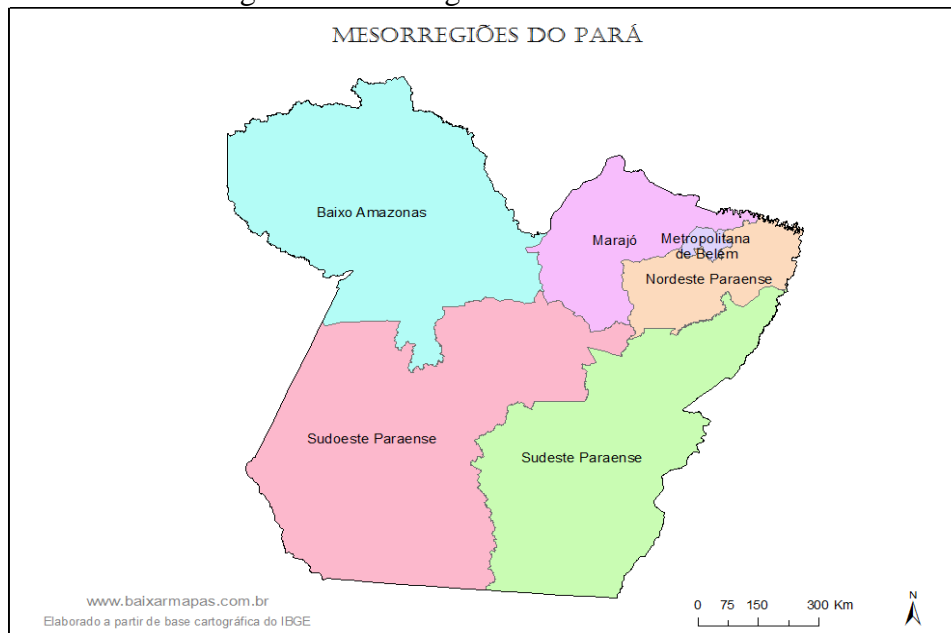 MESORREGIÕES DO PARÁ
Baixo Amazonas
Marajó
Metropolitana
de Belém
Nordeste Paraense
Sudoeste Paraense
Sudeste Paraense
www.baixarmapas.com.br
Elaborado a partir de base cartográfica do IBGE
0 75 150 300 Km
N